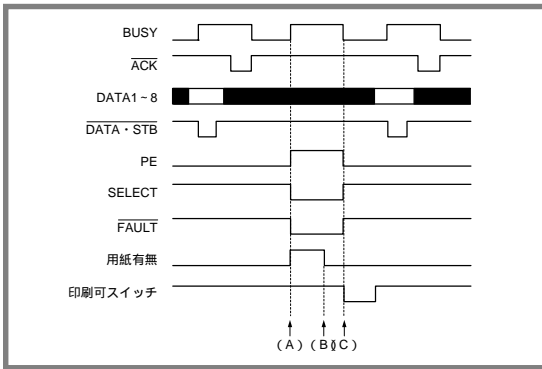 BUSY
ACK
DATA1~8
DATA・STB
PE
SELECT
FAULT
用紙有無
印刷可スイッチ
(A) (B)(C)